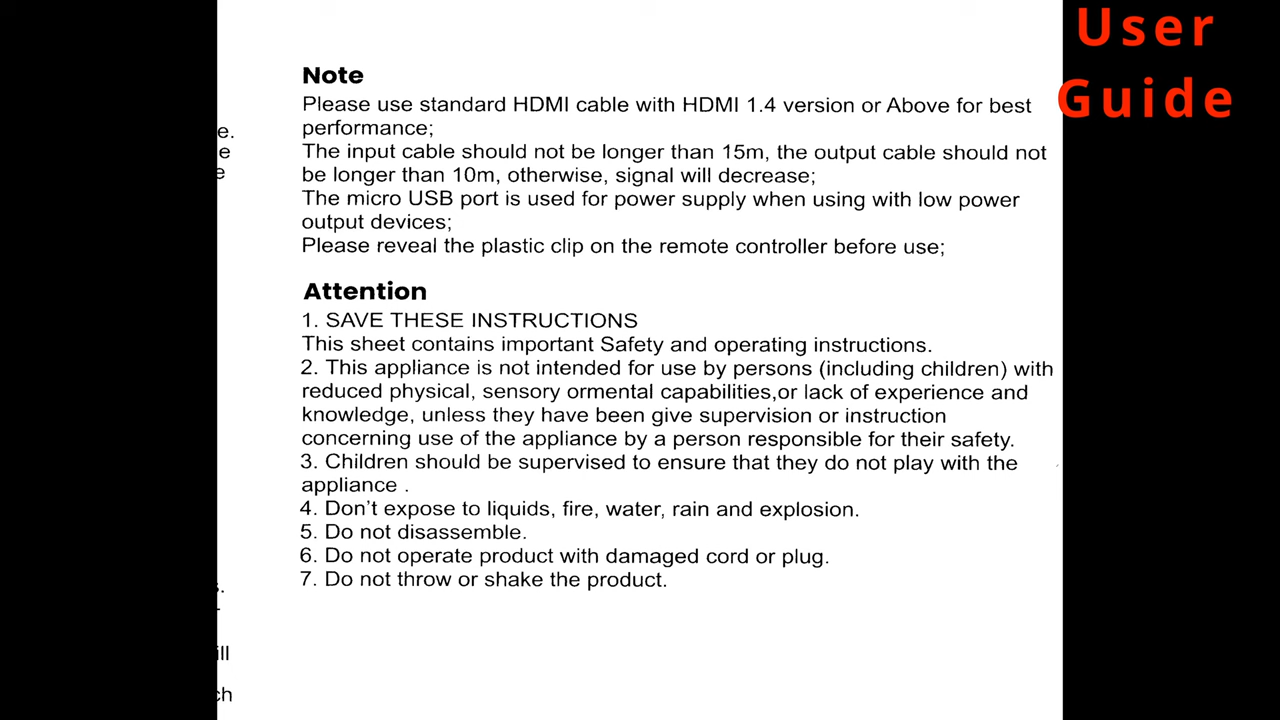 User
Guide
Note
Please use standard HDMI cable with HDMI 1.4 version or Above for best
performance;
The input cable should not be longer than 15m, the output cable should not
be longer than 10m, otherwise, signal will decrease;
The micro USB port is used for power supply when using with low power
output devices;
Please reveal the plastic clip on the remote controller before use;
Attention
1. SAVE THESE INSTRUCTIONS
This sheet contains important Safety and operating instructions.
2. This appliance is not intended for use by persons (including children) with
reduced physical, sensory ormental capabilities,or lack of experience and
knowledge, unless they have been give supervision or instruction
concerning use of the appliance by a person responsible for their safety.
3. Children should be supervised to ensure that they do not play with the
appliance .
4. Don’t expose to liquids, fire, water, rain and explosion.
5. Do not disassemble.
6. Do not operate product with damaged cord or plug.
7. Do not throw or shake the product.